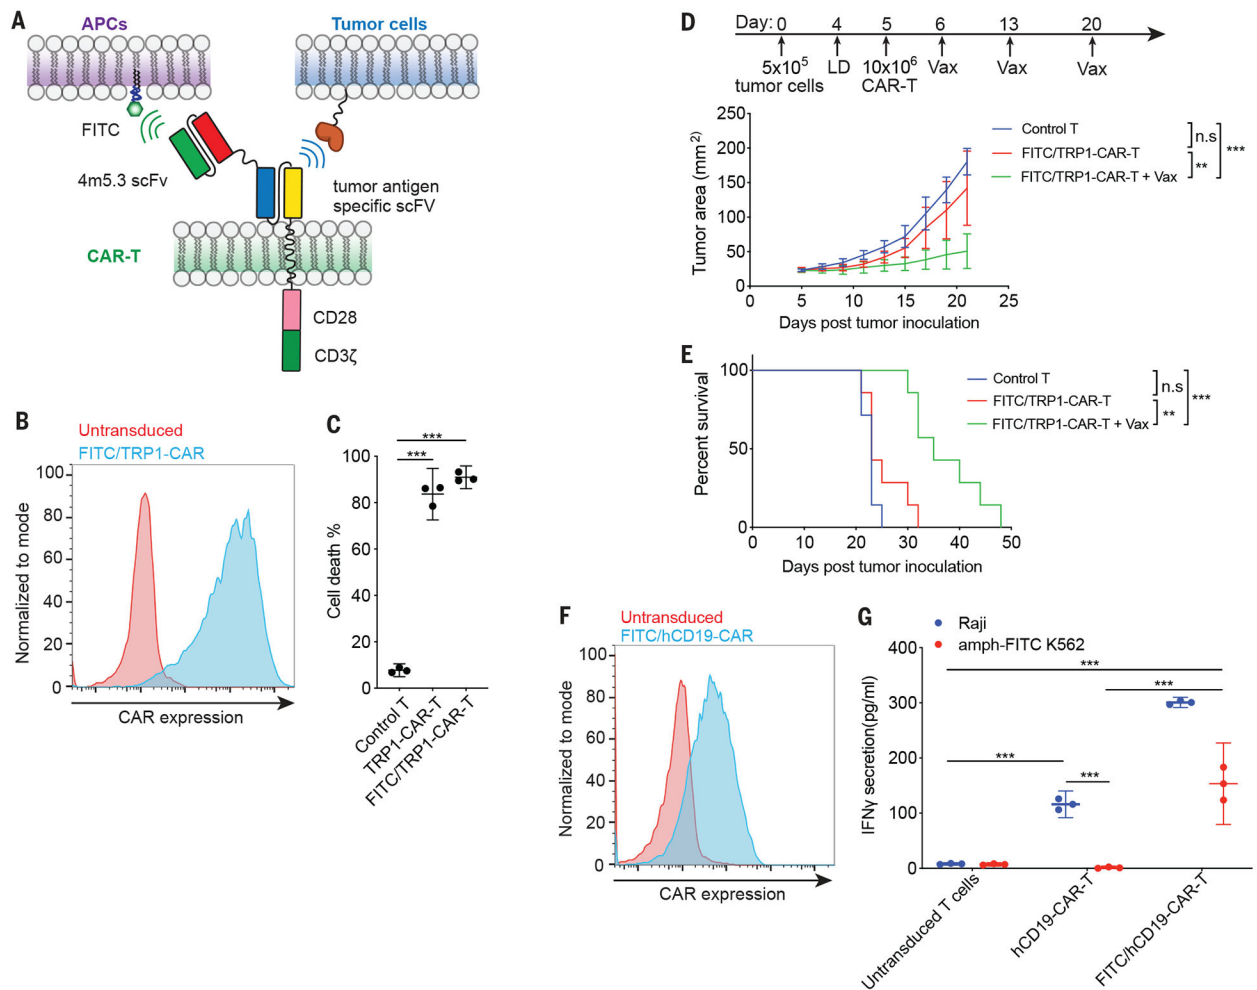 A
APCs
Tumor cells
FITC
4m5.3 scFv
tumor antigen
specific scFV
CAR-T
CD28
CD3ζ
B
Untransduced
FITC/TRP1-CAR
Normalized to mode
100
80
60
40
20
0
CAR expression
C
Cell death %
100
80
60
40
20
0
***
***
Control T
TRP1-CAR-T
FITC/TRP1-CAR-T
D
Day: 0 4 5 6 13 20
5x10⁵
tumor cells
LD
10x10⁶
CAR-T
Vax
Vax
Vax
Tumor area (mm²)
250
200
150
100
50
0
0 5 10 15 20 25
Days post tumor inoculation
Control T
FITC/TRP1-CAR-T
FITC/TRP1-CAR-T + Vax
n.s
**
***
E
Percent survival
100
50
0
0 10 20 30 40 50
Days post tumor inoculation
Control T
FITC/TRP1-CAR-T
FITC/TRP1-CAR-T + Vax
n.s
**
***
F
Untransduced
FITC/hCD19-CAR
Normalized to mode
100
80
60
40
20
0
CAR expression
G
Raji
amph-FITC K562
IFNγ secretion(pg/ml)
400
300
200
100
0
***
***
***
***
Untransduced T cells
hCD19-CAR-T
FITC/hCD19-CAR-T